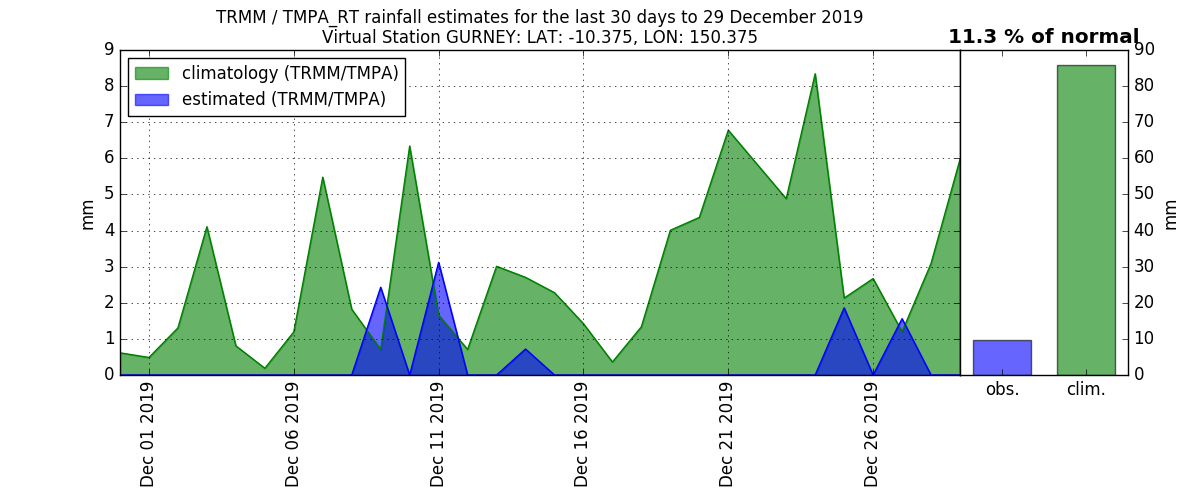 TRMM / TMPA_RT rainfall estimates for the last 30 days to 29 December 2019
Virtual Station GURNEY: LAT: -10.375, LON: 150.375
11.3 % of normal
climatology (TRMM/TMPA)
estimated (TRMM/TMPA)
mm
9
8
7
6
5
4
3
2
1
0
Dec 01 2019
Dec 06 2019
Dec 11 2019
Dec 16 2019
Dec 21 2019
Dec 26 2019
obs.
clim.
90
80
70
60
50
40
30
20
10
0
mm